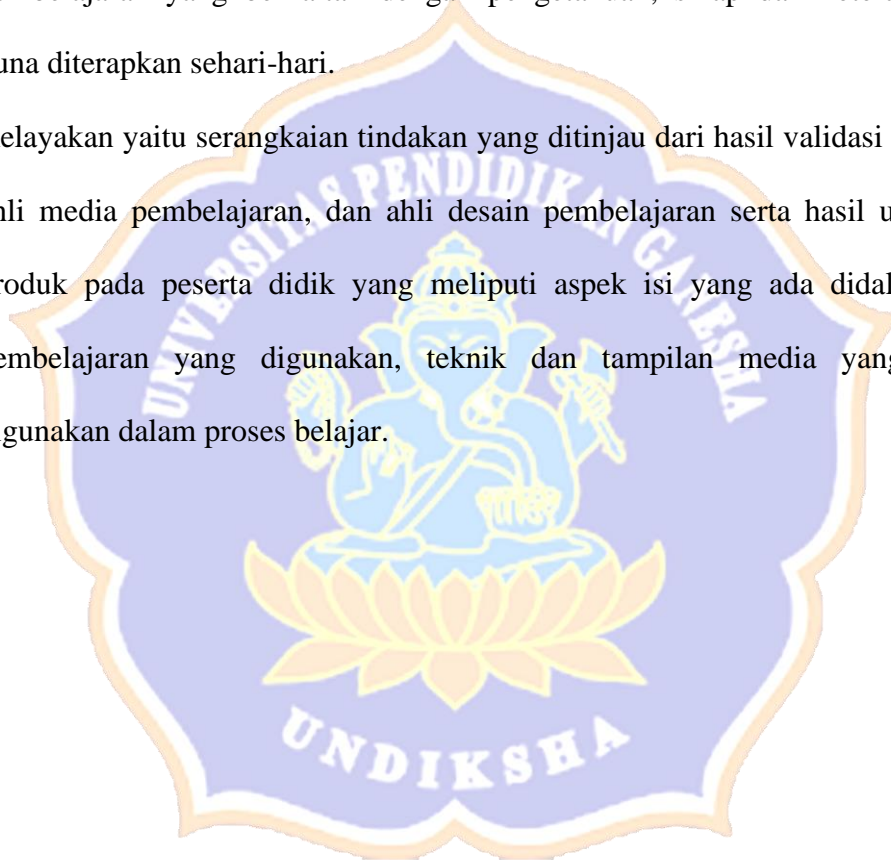 una diterapkan sehari-hari.
elayakan yaitu serangkaian tindakan yang ditinjau dari hasil validasi
hli media pembelajaran, dan ahli desain pembelajaran serta hasil u
roduk pada peserta didik yang meliputi aspek isi yang ada didal
embelajaran yang digunakan, teknik dan tampilan media yang
igunakan dalam proses belajar.
UNIVERSITAS PENDIDIKAN GANESHA
UNDIKSHA